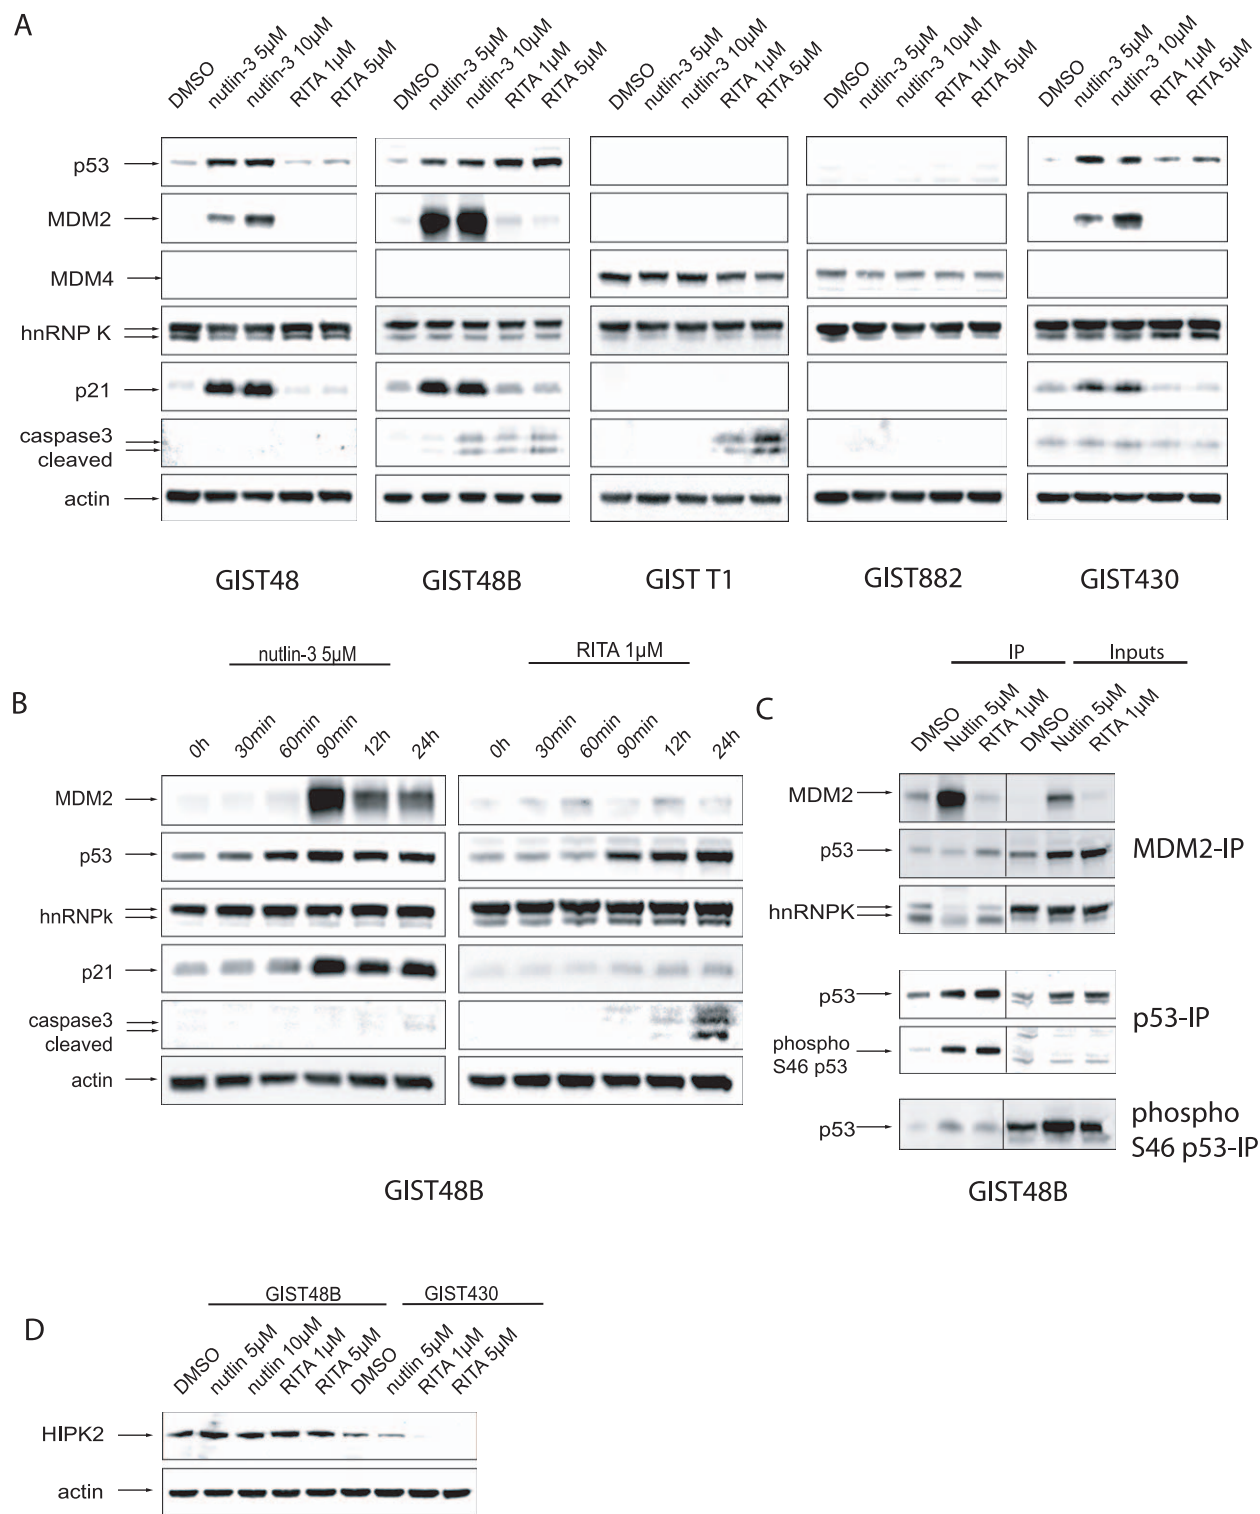 A
DMSO
nutlin-3 5µM
nutlin-3 10µM
RITA 1µM
RITA 5µM
DMSO
nutlin-3 5µM
nutlin-3 10µM
RITA 1µM
RITA 5µM
DMSO
nutlin-3 5µM
nutlin-3 10µM
RITA 1µM
RITA 5µM
DMSO
nutlin-3 5µM
nutlin-3 10µM
RITA 1µM
RITA 5µM
DMSO
nutlin-3 5µM
nutlin-3 10µM
RITA 1µM
RITA 5µM
p53
MDM2
MDM4
hnRNP K
p21
caspase3
cleaved
actin
GIST48
GIST48B
GIST T1
GIST882
GIST430
B
nutlin-3 5µM
RITA 1µM
0h
30min
60min
90min
12h
24h
0h
30min
60min
90min
12h
24h
MDM2
p53
hnRNPk
p21
caspase3
cleaved
actin
GIST48B
C
IP
Inputs
DMSO
Nutlin 5µM
RITA 1µM
DMSO
Nutlin 5µM
RITA 1µM
MDM2
p53
MDM2-IP
hnRNPK
p53
p53-IP
phospho
S46 p53
p53
phospho
S46 p53-IP
GIST48B
D
GIST48B
GIST430
DMSO
nutlin 5µM
nutlin 10µM
RITA 1µM
RITA 5µM
DMSO
nutlin 5µM
RITA 1µM
RITA 5µM
HIPK2
actin